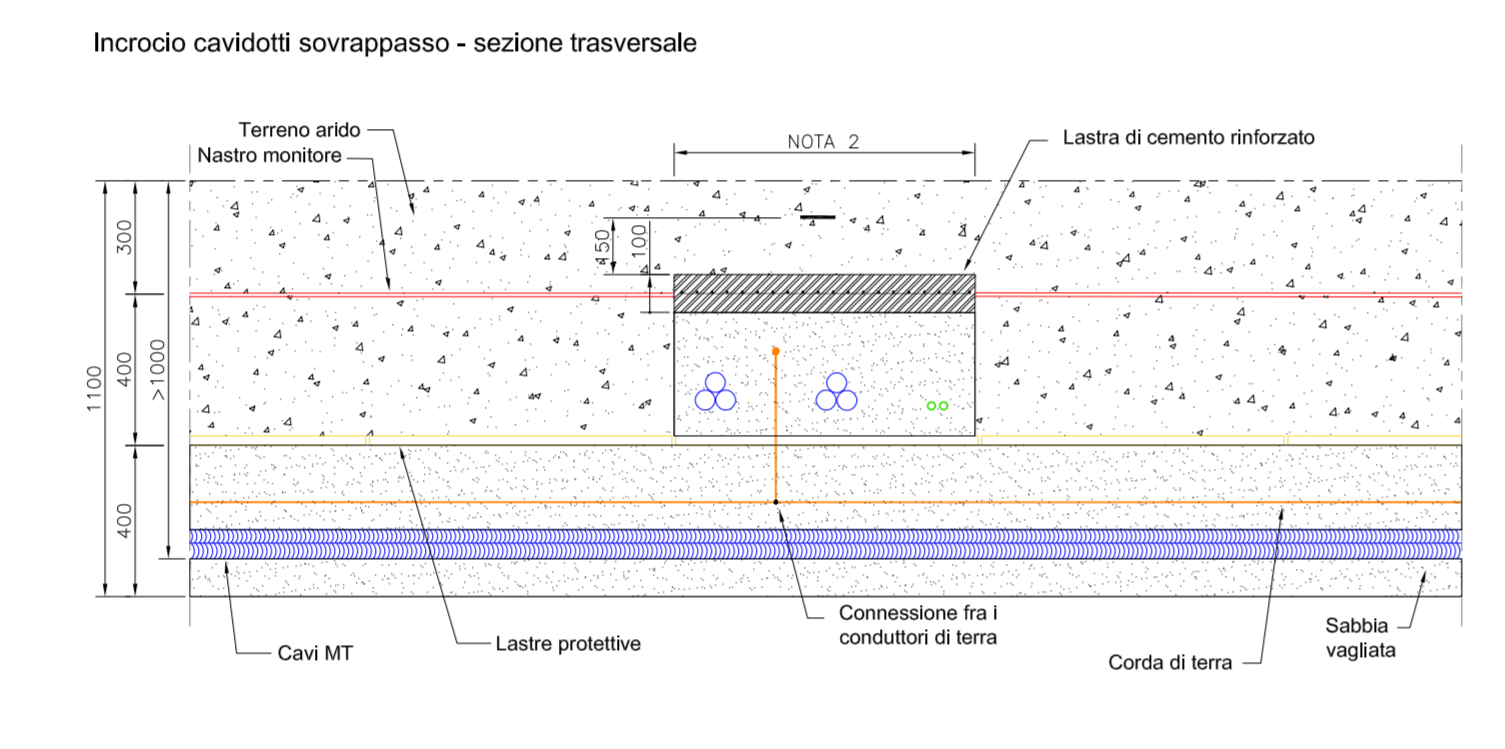 Incrocio cavidotti sovrappasso - sezione trasversale
Terreno arido
Nastro monitore
NOTA 2
Lastra di cemento rinforzato
300
150
100
400
>1000
1100
400
Cavi MT
Lastre protettive
Connessione fra i
conduttori di terra
Corda di terra
Sabbia
vagliata